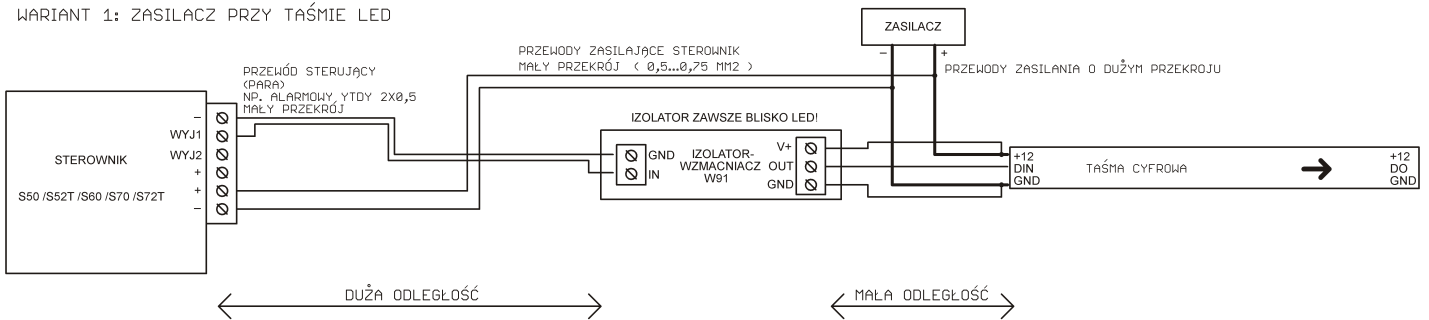 WARIANT 1: ZASILACZ PRZY TAŚMIE LED
ZASILACZ
–
+
PRZEWODY ZASILAJĄCE STEROWNIK
MAŁY PRZEKRÓJ ( 0,5...0,75 MM2 )
PRZEWODY ZASILANIA O DUŻYM PRZEKROJU
PRZEWÓD STERUJĄCY
(PARA)
NP. ALARMOWY YTDY 2X0,5
MAŁY PRZEKRÓJ
STEROWNIK
S50 /S52T /S60 /S70 /S72T
–
WYJ1
WYJ2
+
+
–
IZOLATOR ZAWSZE BLISKO LED!
GND
IN
IZOLATOR-
WZMACNIACZ
W91
V+
OUT
GND
+12
DIN
GND
TAŚMA CYFROWA
+12
DO
GND
DUŻA ODLEGŁOŚĆ
MAŁA ODLEGŁOŚĆ